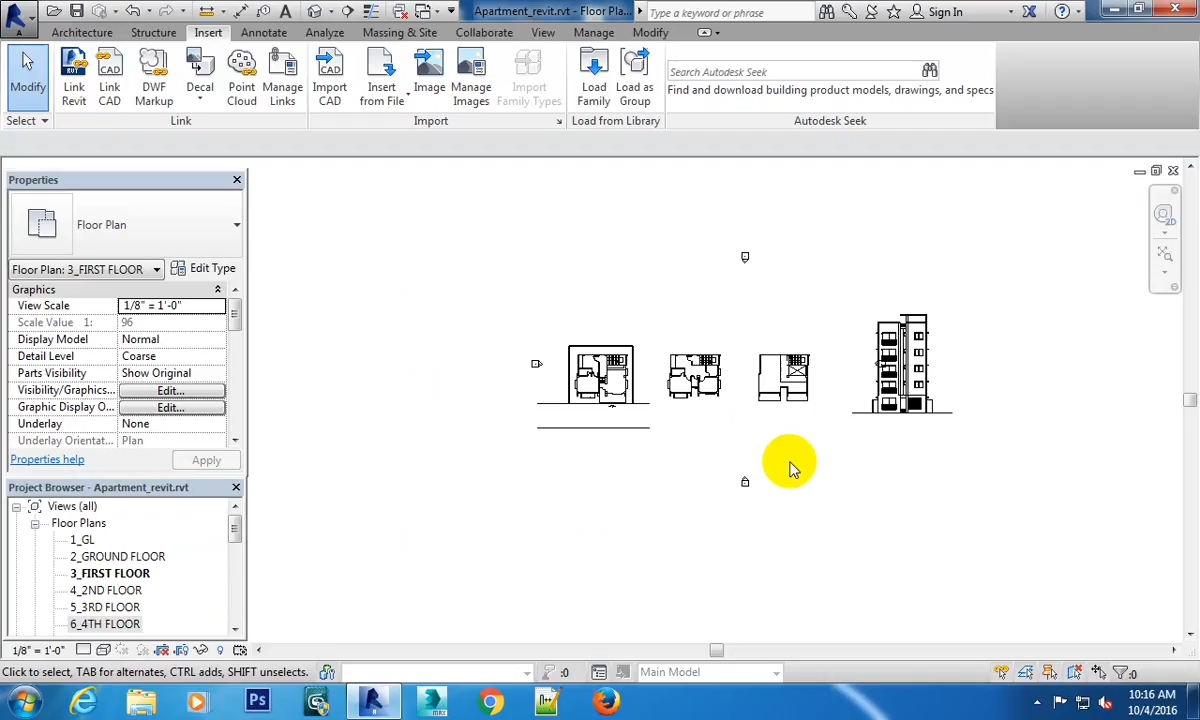 Apartment_revit.rvt - Floor Pla...
Type a keyword or phrase
Sign In
Architecture
Structure
Insert
Annotate
Analyze
Massing & Site
Collaborate
View
Manage
Modify
Modify
Link Revit
Link CAD
DWF Markup
Decal
Point Cloud
Manage Links
Import CAD
Insert from File
Image
Manage Images
Import Family Types
Load Family
Load as Group
Search Autodesk Seek
Find and download building product models, drawings, and specs
Select
Link
Import
Load from Library
Autodesk Seek
Properties
Floor Plan
Floor Plan: 3_FIRST FLOOR
Edit Type
Graphics
View Scale
1/8" = 1'-0"
Scale Value 1:
96
Display Model
Normal
Detail Level
Coarse
Parts Visibility
Show Original
Visibility/Graphics...
Edit...
Graphic Display O...
Edit...
Underlay
None
Underlay Orientat...
Plan
Properties help
Apply
Project Browser - Apartment_revit.rvt
Views (all)
Floor Plans
1_GL
2_GROUND FLOOR
3_FIRST FLOOR
4_2ND FLOOR
5_3RD FLOOR
6_4TH FLOOR
1/8" = 1'-0"
Click to select, TAB for alternates, CTRL adds, SHIFT unselects.
:0
Main Model
:0
2D
Ps
MAX
10:16 AM
10/4/2016